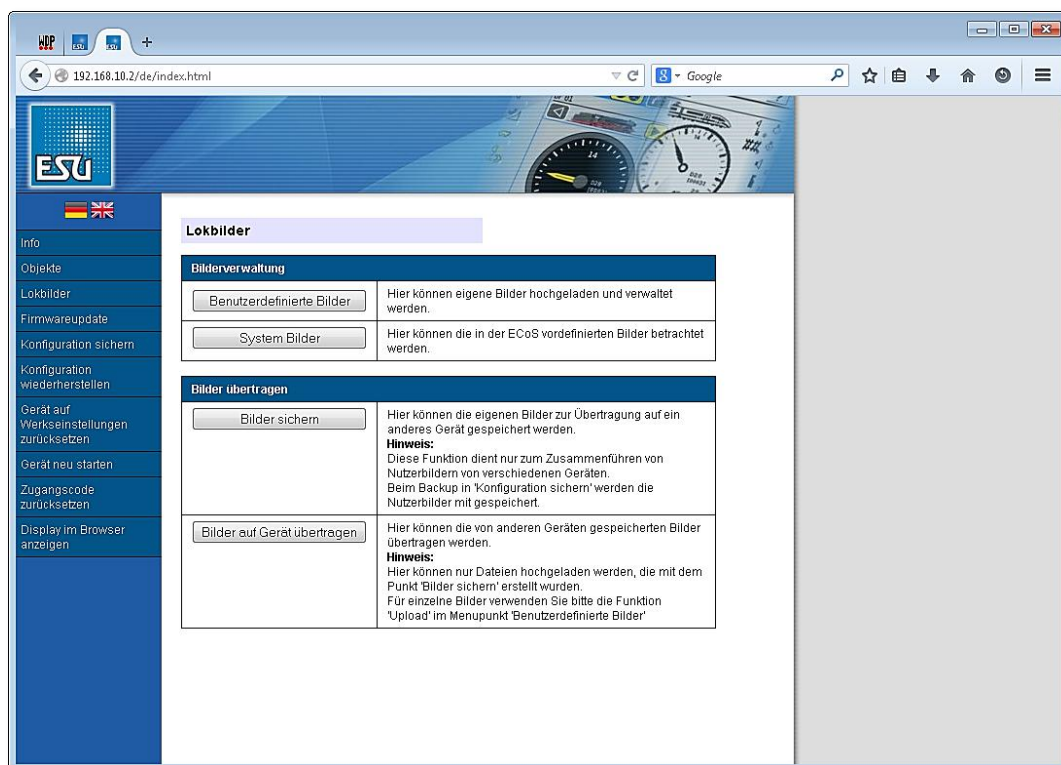 WDP
ESU
ESU
192.168.10.2/de/index.html
Google
ESU
Lokbilder
Info
Objekte
Lokbilder
Firmwareupdate
Konfiguration sichern
Konfiguration
wiederherstellen
Gerät auf
Werkseinstellungen
zurücksetzen
Gerät neu starten
Zugangscode
zurücksetzen
Display im Browser
anzeigen
Bilderverwaltung
Benutzerdefinierte Bilder
Hier können eigene Bilder hochgeladen und verwaltet
werden.
System Bilder
Hier können die in der ECoS vordefinierten Bilder betrachtet
werden.
Bilder übertragen
Bilder sichern
Hier können die eigenen Bilder zur Übertragung auf ein
anderes Gerät gespeichert werden.
Hinweis:
Diese Funktion dient nur zum Zusammenführen von
Nutzerbildern von verschiedenen Geräten.
Beim Backup in 'Konfiguration sichern' werden die
Nutzerbilder mit gespeichert.
Bilder auf Gerät übertragen
Hier können die von anderen Geräten gespeicherten Bilder
übertragen werden.
Hinweis:
Hier können nur Dateien hochgeladen werden, die mit dem
Punkt 'Bilder sichern' erstellt wurden.
Für einzelne Bilder verwenden Sie bitte die Funktion
'Upload' im Menupunkt 'Benutzerdefinierte Bilder'